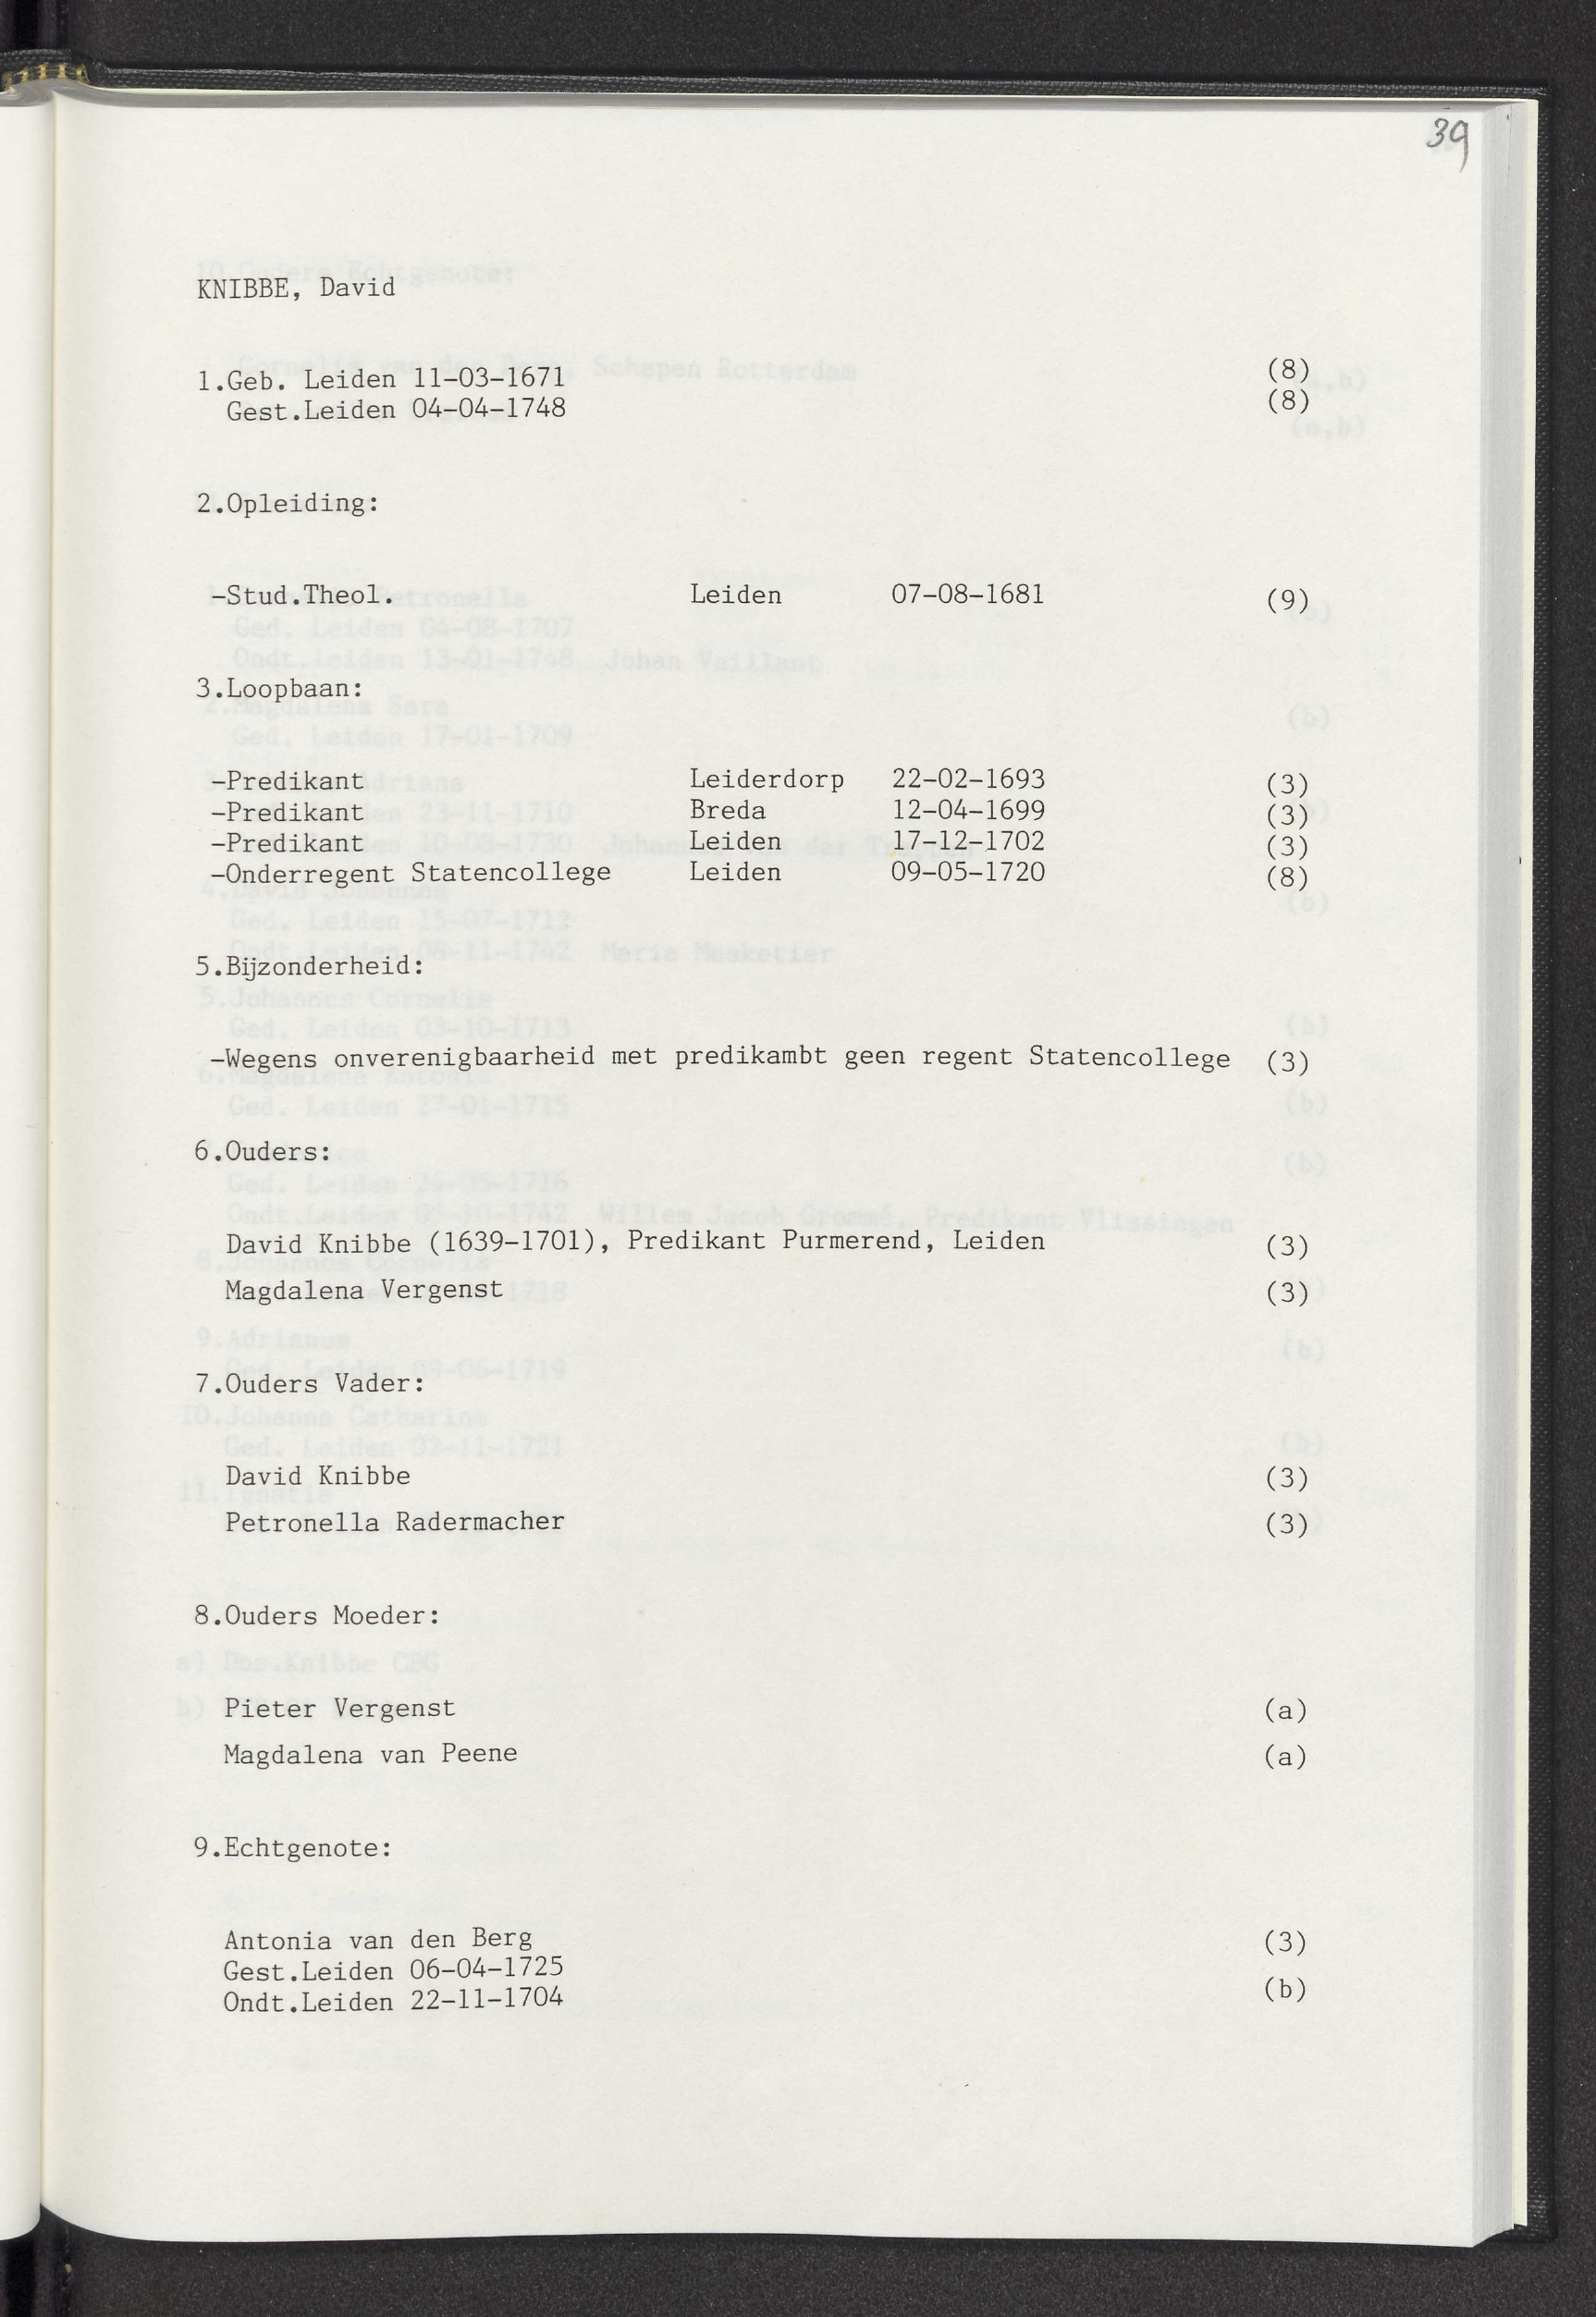 39
KNIBBE, David
1.Geb. Leiden 11-03-1671 (8)
Gest.Leiden 04-04-1748 (8)
2.Opleiding:
-Stud.Theol. Leiden 07-08-1681 (9)
3.Loopbaan:
-Predikant Leiderdorp 22-02-1693 (3)
-Predikant Breda 12-04-1699 (3)
-Predikant Leiden 17-12-1702 (3)
-Onderregent Statencollege Leiden 09-05-1720 (8)
5.Bijzonderheid:
-Wegens onverenigbaarheid met predikambt geen regent Statencollege (3)
6.Ouders:
David Knibbe (1639-1701), Predikant Purmerend, Leiden (3)
Magdalena Vergenst (3)
7.Ouders Vader:
David Knibbe (3)
Petronella Radermacher (3)
8.Ouders Moeder:
Pieter Vergenst (a)
Magdalena van Peene (a)
9.Echtgenote:
Antonia van den Berg (3)
Gest.Leiden 06-04-1725
Ondt.Leiden 22-11-1704 (b)